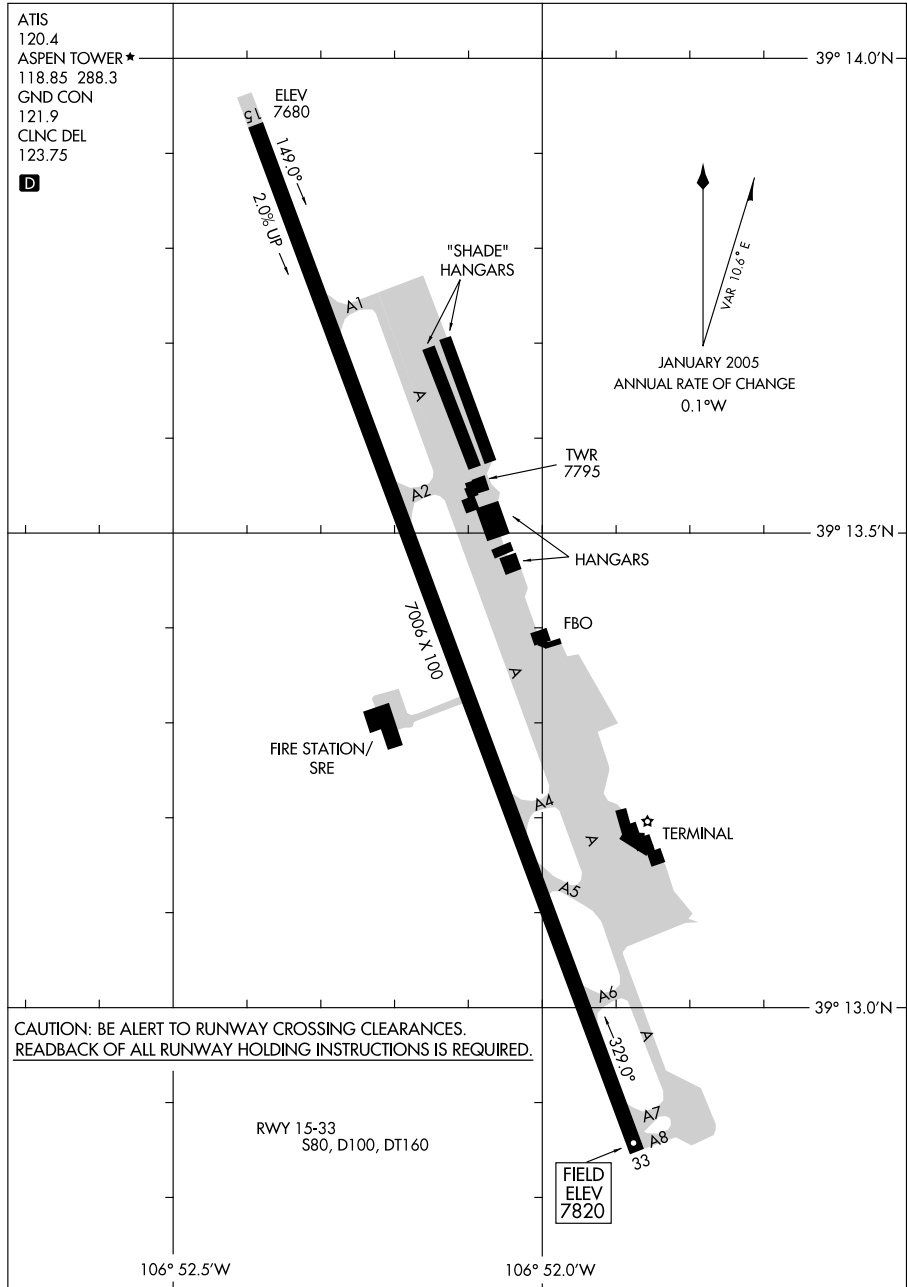 ATIS
120.4
ASPEN TOWER★
118.85 288.3
GND CON
121.9
CLNC DEL
123.75
D
39° 14.0'N
ELEV
7680
15
149.0°
2.0% UP
"SHADE"
HANGARS
VAR 10.6° E
JANUARY 2005
ANNUAL RATE OF CHANGE
0.1°W
A1
A
A2
TWR
7795
39° 13.5'N
HANGARS
7006 X 100
FBO
A
FIRE STATION/
SRE
A4
A
TERMINAL
A5
A6
39° 13.0'N
CAUTION: BE ALERT TO RUNWAY CROSSING CLEARANCES.
READBACK OF ALL RUNWAY HOLDING INSTRUCTIONS IS REQUIRED.
329.0°
A
A7
A8
RWY 15-33
S80, D100, DT160
33
FIELD
ELEV
7820
106° 52.5'W
106° 52.0'W